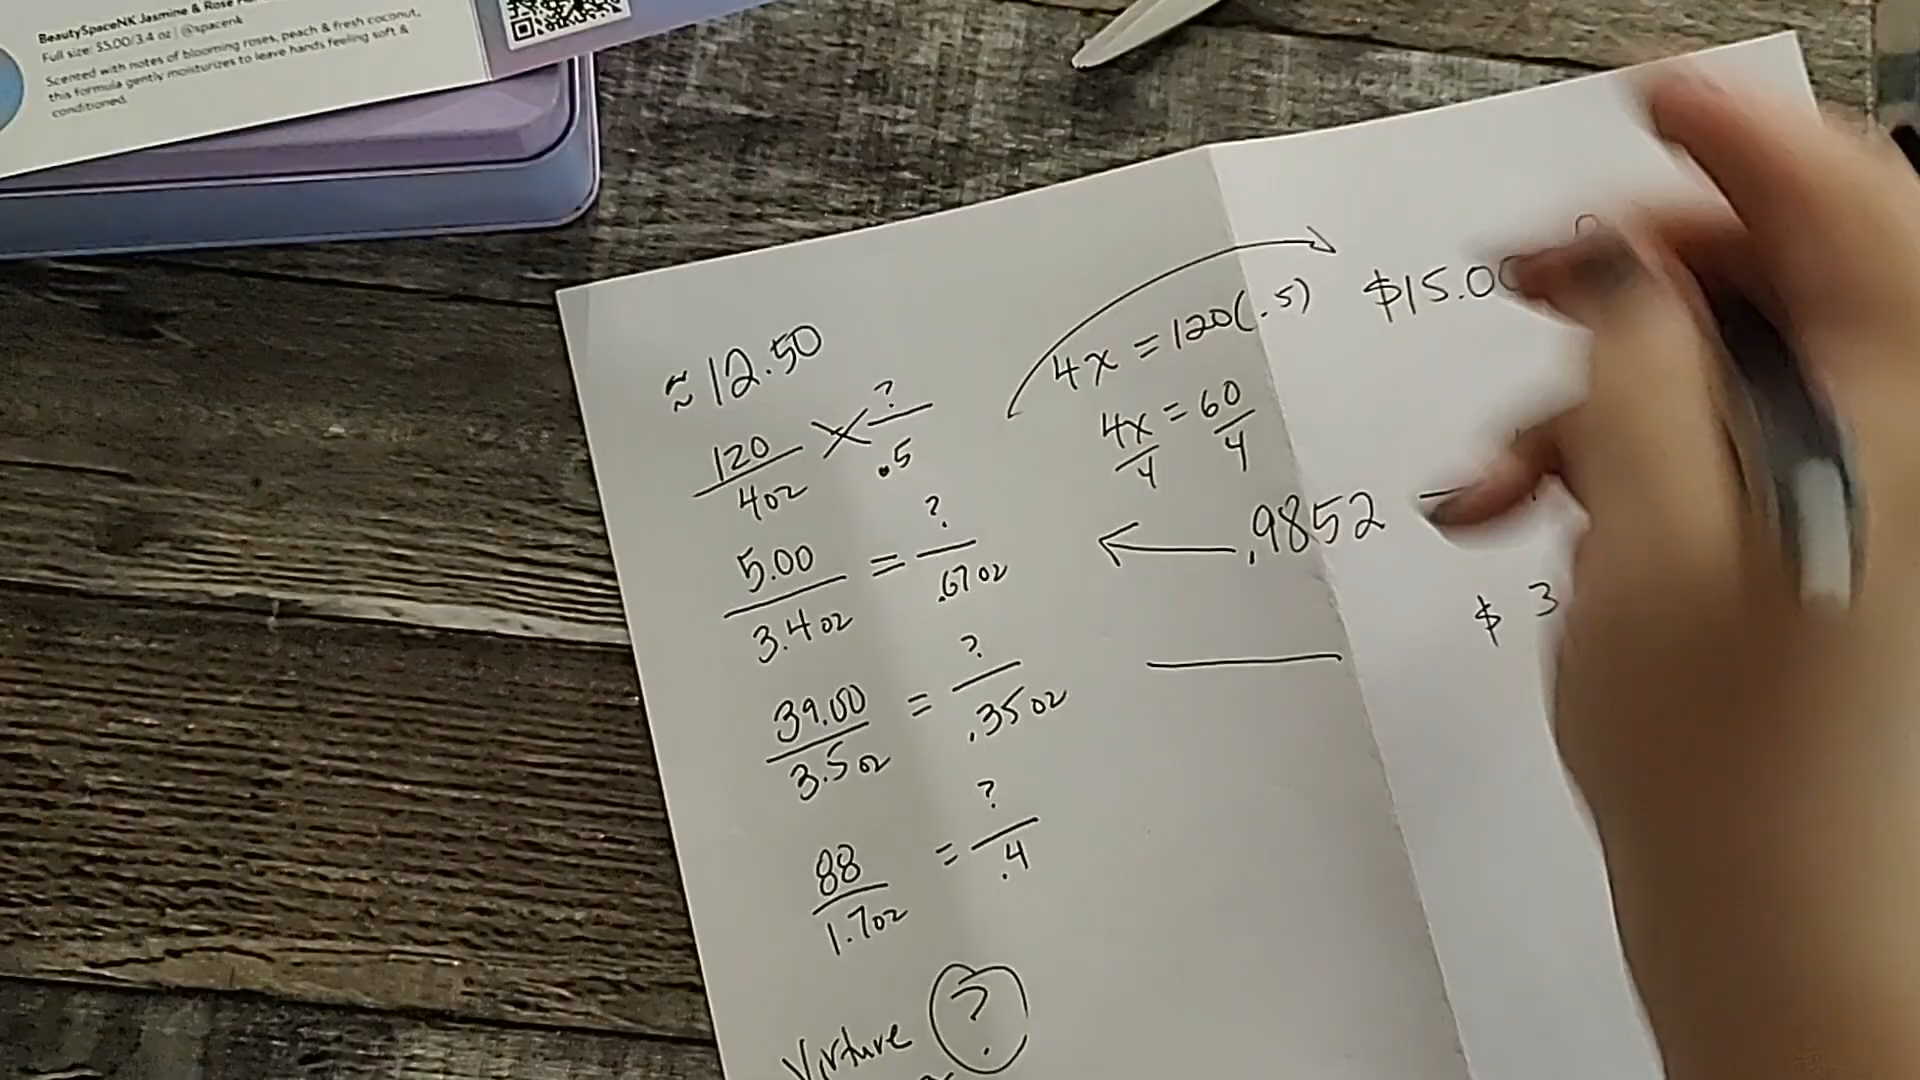 BeautySpaceNK Jasmine & Rose
Full size: $5.00/3.4 oz | @spacenk
Scented with notes of blooming roses, peach & fresh coconut,
this formula gently moisturizes to leave hands feeling soft &
conditioned.
≈ 12.50
120/4oz X ?/.5
4x = 120(.5)
4x/4 = 60/4
$15.00
5.00/3.4oz = ?/.67oz
← .9852
39.00/3.5oz = ?/.35oz
$ 3
88/1.7oz = ?/.4
Virture ?